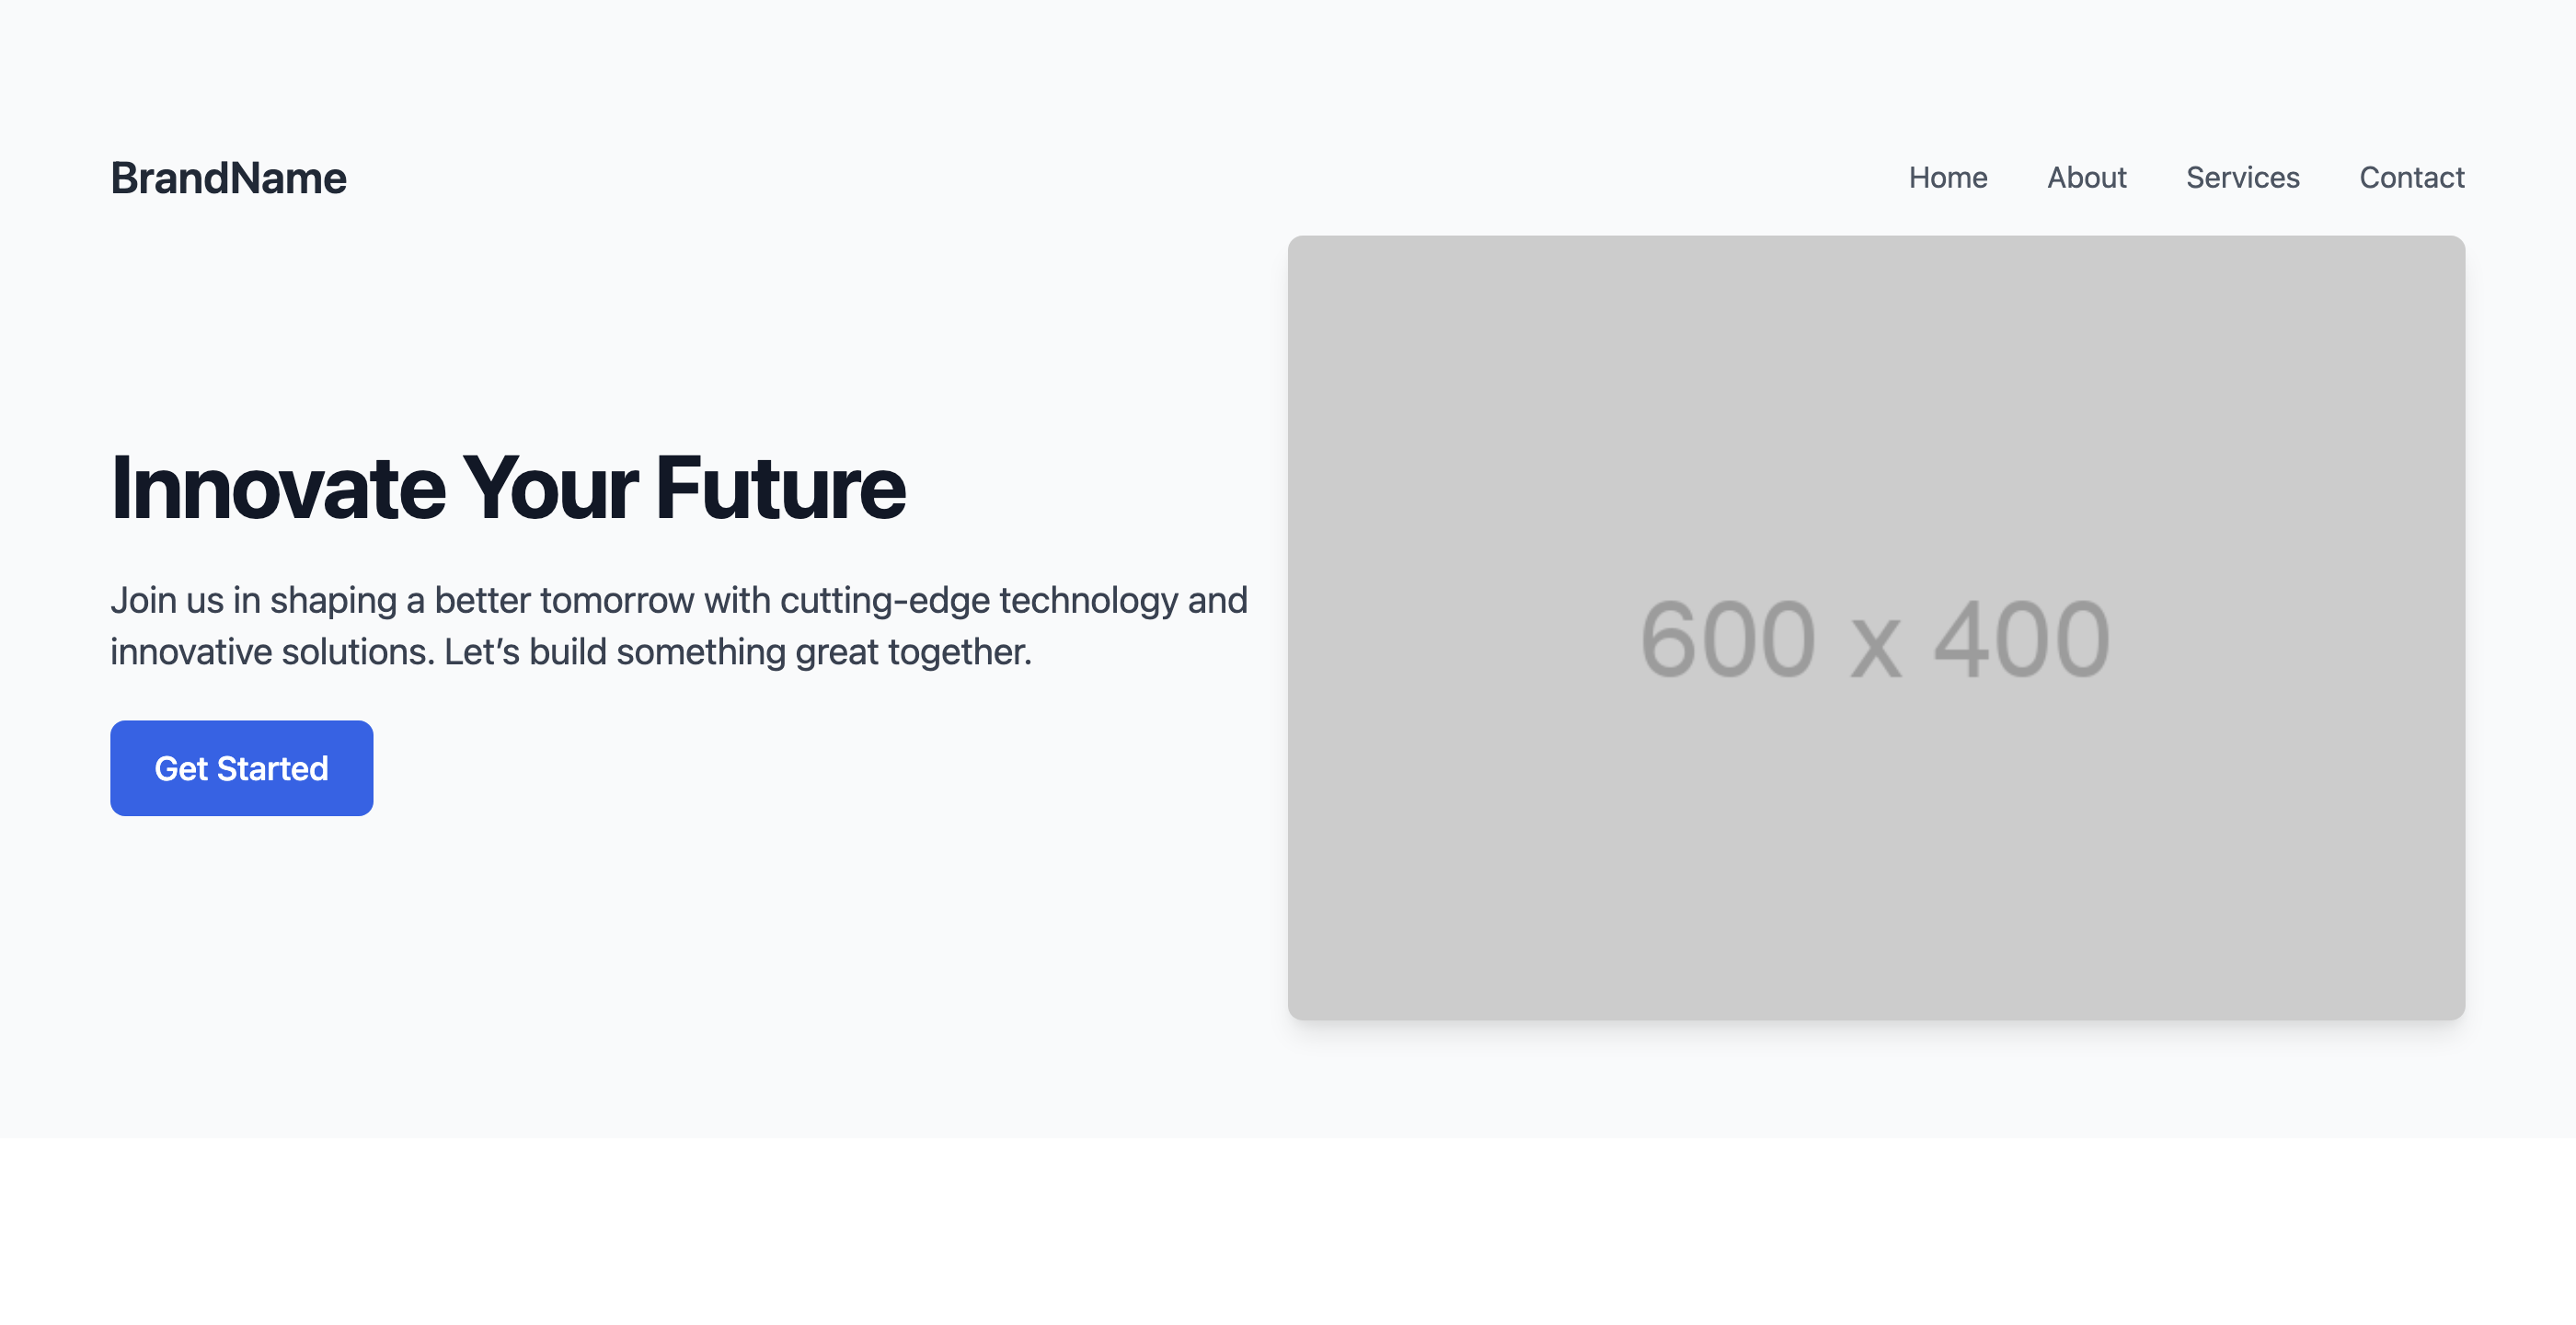 BrandName
Home About Services Contact
Innovate Your Future
Join us in shaping a better tomorrow with cutting-edge technology and
innovative solutions. Let’s build something great together.
Get Started
600 x 400